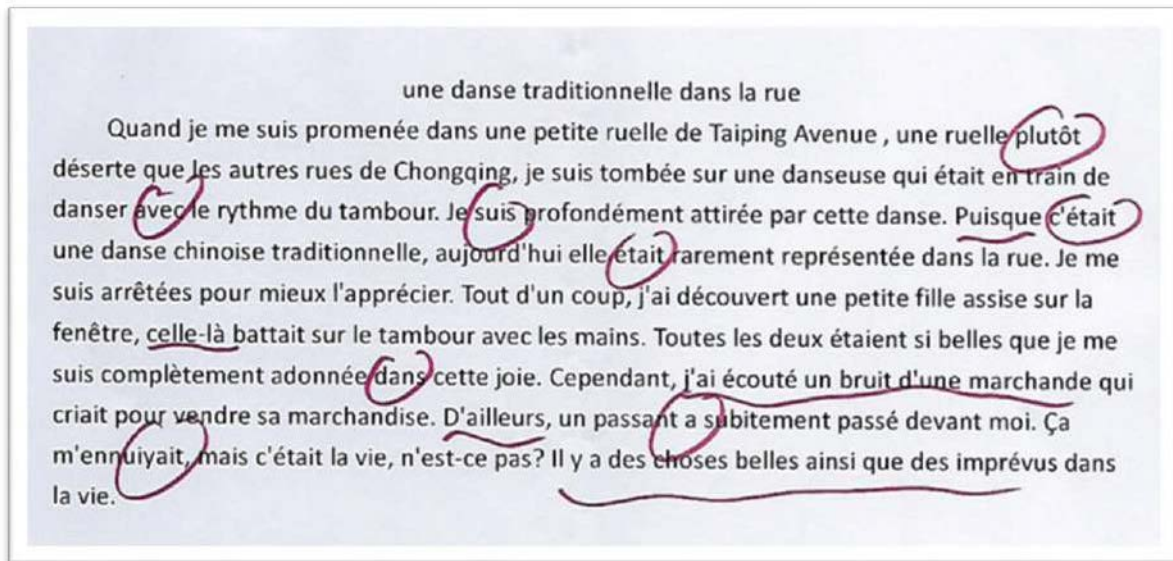 une danse traditionnelle dans la rue
Quand je me suis promenée dans une petite ruelle de Taiping Avenue , une ruelle plutôt
déserte que les autres rues de Chongqing, je suis tombée sur une danseuse qui était en train de
danser avec le rythme du tambour. Je suis profondément attirée par cette danse. Puisque c'était
une danse chinoise traditionnelle, aujourd'hui elle était rarement représentée dans la rue. Je me
suis arrêtées pour mieux l'apprécier. Tout d'un coup, j'ai découvert une petite fille assise sur la
fenêtre, celle-là battait sur le tambour avec les mains. Toutes les deux étaient si belles que je me
suis complètement adonnée dans cette joie. Cependant, j'ai écouté un bruit d'une marchande qui
criait pour vendre sa marchandise. D'ailleurs, un passant a subitement passé devant moi. Ça
m'ennuiyait, mais c'était la vie, n'est-ce pas? Il y a des choses belles ainsi que des imprévus dans
la vie.